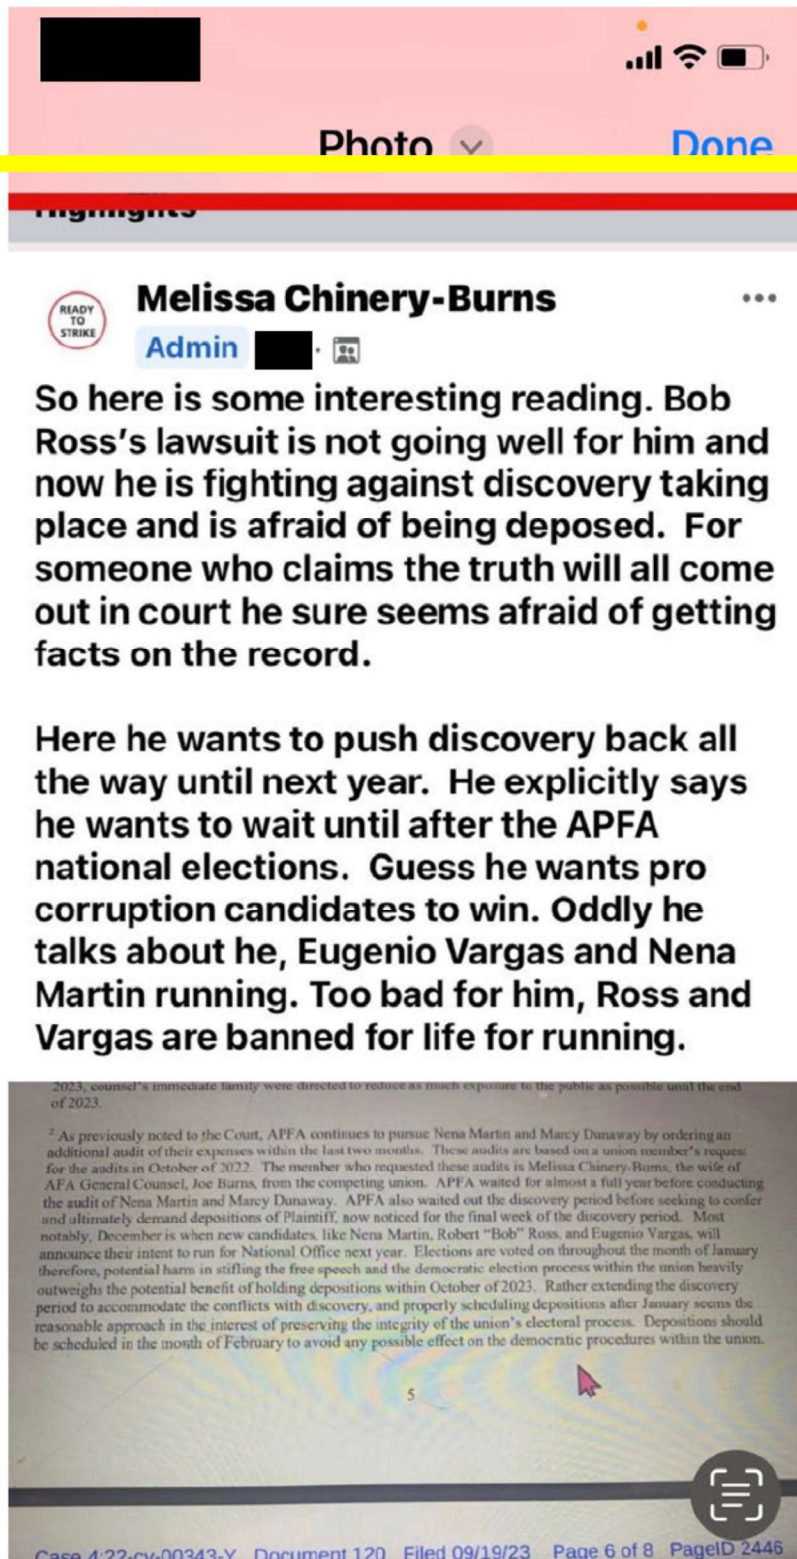 Photo
Done
Highlights
READY
TO
STRIKE
Melissa Chinery-Burns
Admin
So here is some interesting reading. Bob
Ross's lawsuit is not going well for him and
now he is fighting against discovery taking
place and is afraid of being deposed.  For
someone who claims the truth will all come
out in court he sure seems afraid of getting
facts on the record.
Here he wants to push discovery back all
the way until next year.  He explicitly says
he wants to wait until after the APFA
national elections.  Guess he wants pro
corruption candidates to win. Oddly he
talks about he, Eugenio Vargas and Nena
Martin running. Too bad for him, Ross and
Vargas are banned for life for running.
2023, counsel's immediate family were directed to reduce as much exposure to the public as possible until the end
of 2023.
2 As previously noted to the Court, APFA continues to pursue Nena Martin and Marcy Dunaway by ordering an
additional audit of their expenses within the last two months.  These audits are based on a union member's request
for the audits in October of 2022.  The member who requested these audits is Melissa Chinery-Burns, the wife of
AFA General Counsel, Joe Burns, from the competing union.  APFA waited for almost a full year before conducting
the audit of Nena Martin and Marcy Dunaway.  APFA also waited out the discovery period before seeking to confer
and ultimately demand depositions of Plaintiff, now noticed for the final week of the discovery period.  Most
notably, December is when new candidates, like Nena Martin, Robert "Bob" Ross, and Eugenio Vargas, will
announce their intent to run for National Office next year.  Elections are voted on throughout the month of January
therefore, potential harm in stifling the free speech and the democratic election process within the union heavily
outweighs the potential benefit of holding depositions within October of 2023.  Rather extending the discovery
period to accommodate the conflicts with discovery, and properly scheduling depositions after January seems the
reasonable approach in the interest of preserving the integrity of the union's electoral process.  Depositions should
be scheduled in the month of February to avoid any possible effect on the democratic procedures within the union.
5
Case 4:22-cv-00343-Y   Document 120   Filed 09/19/23   Page 6 of 8   PageID 2446